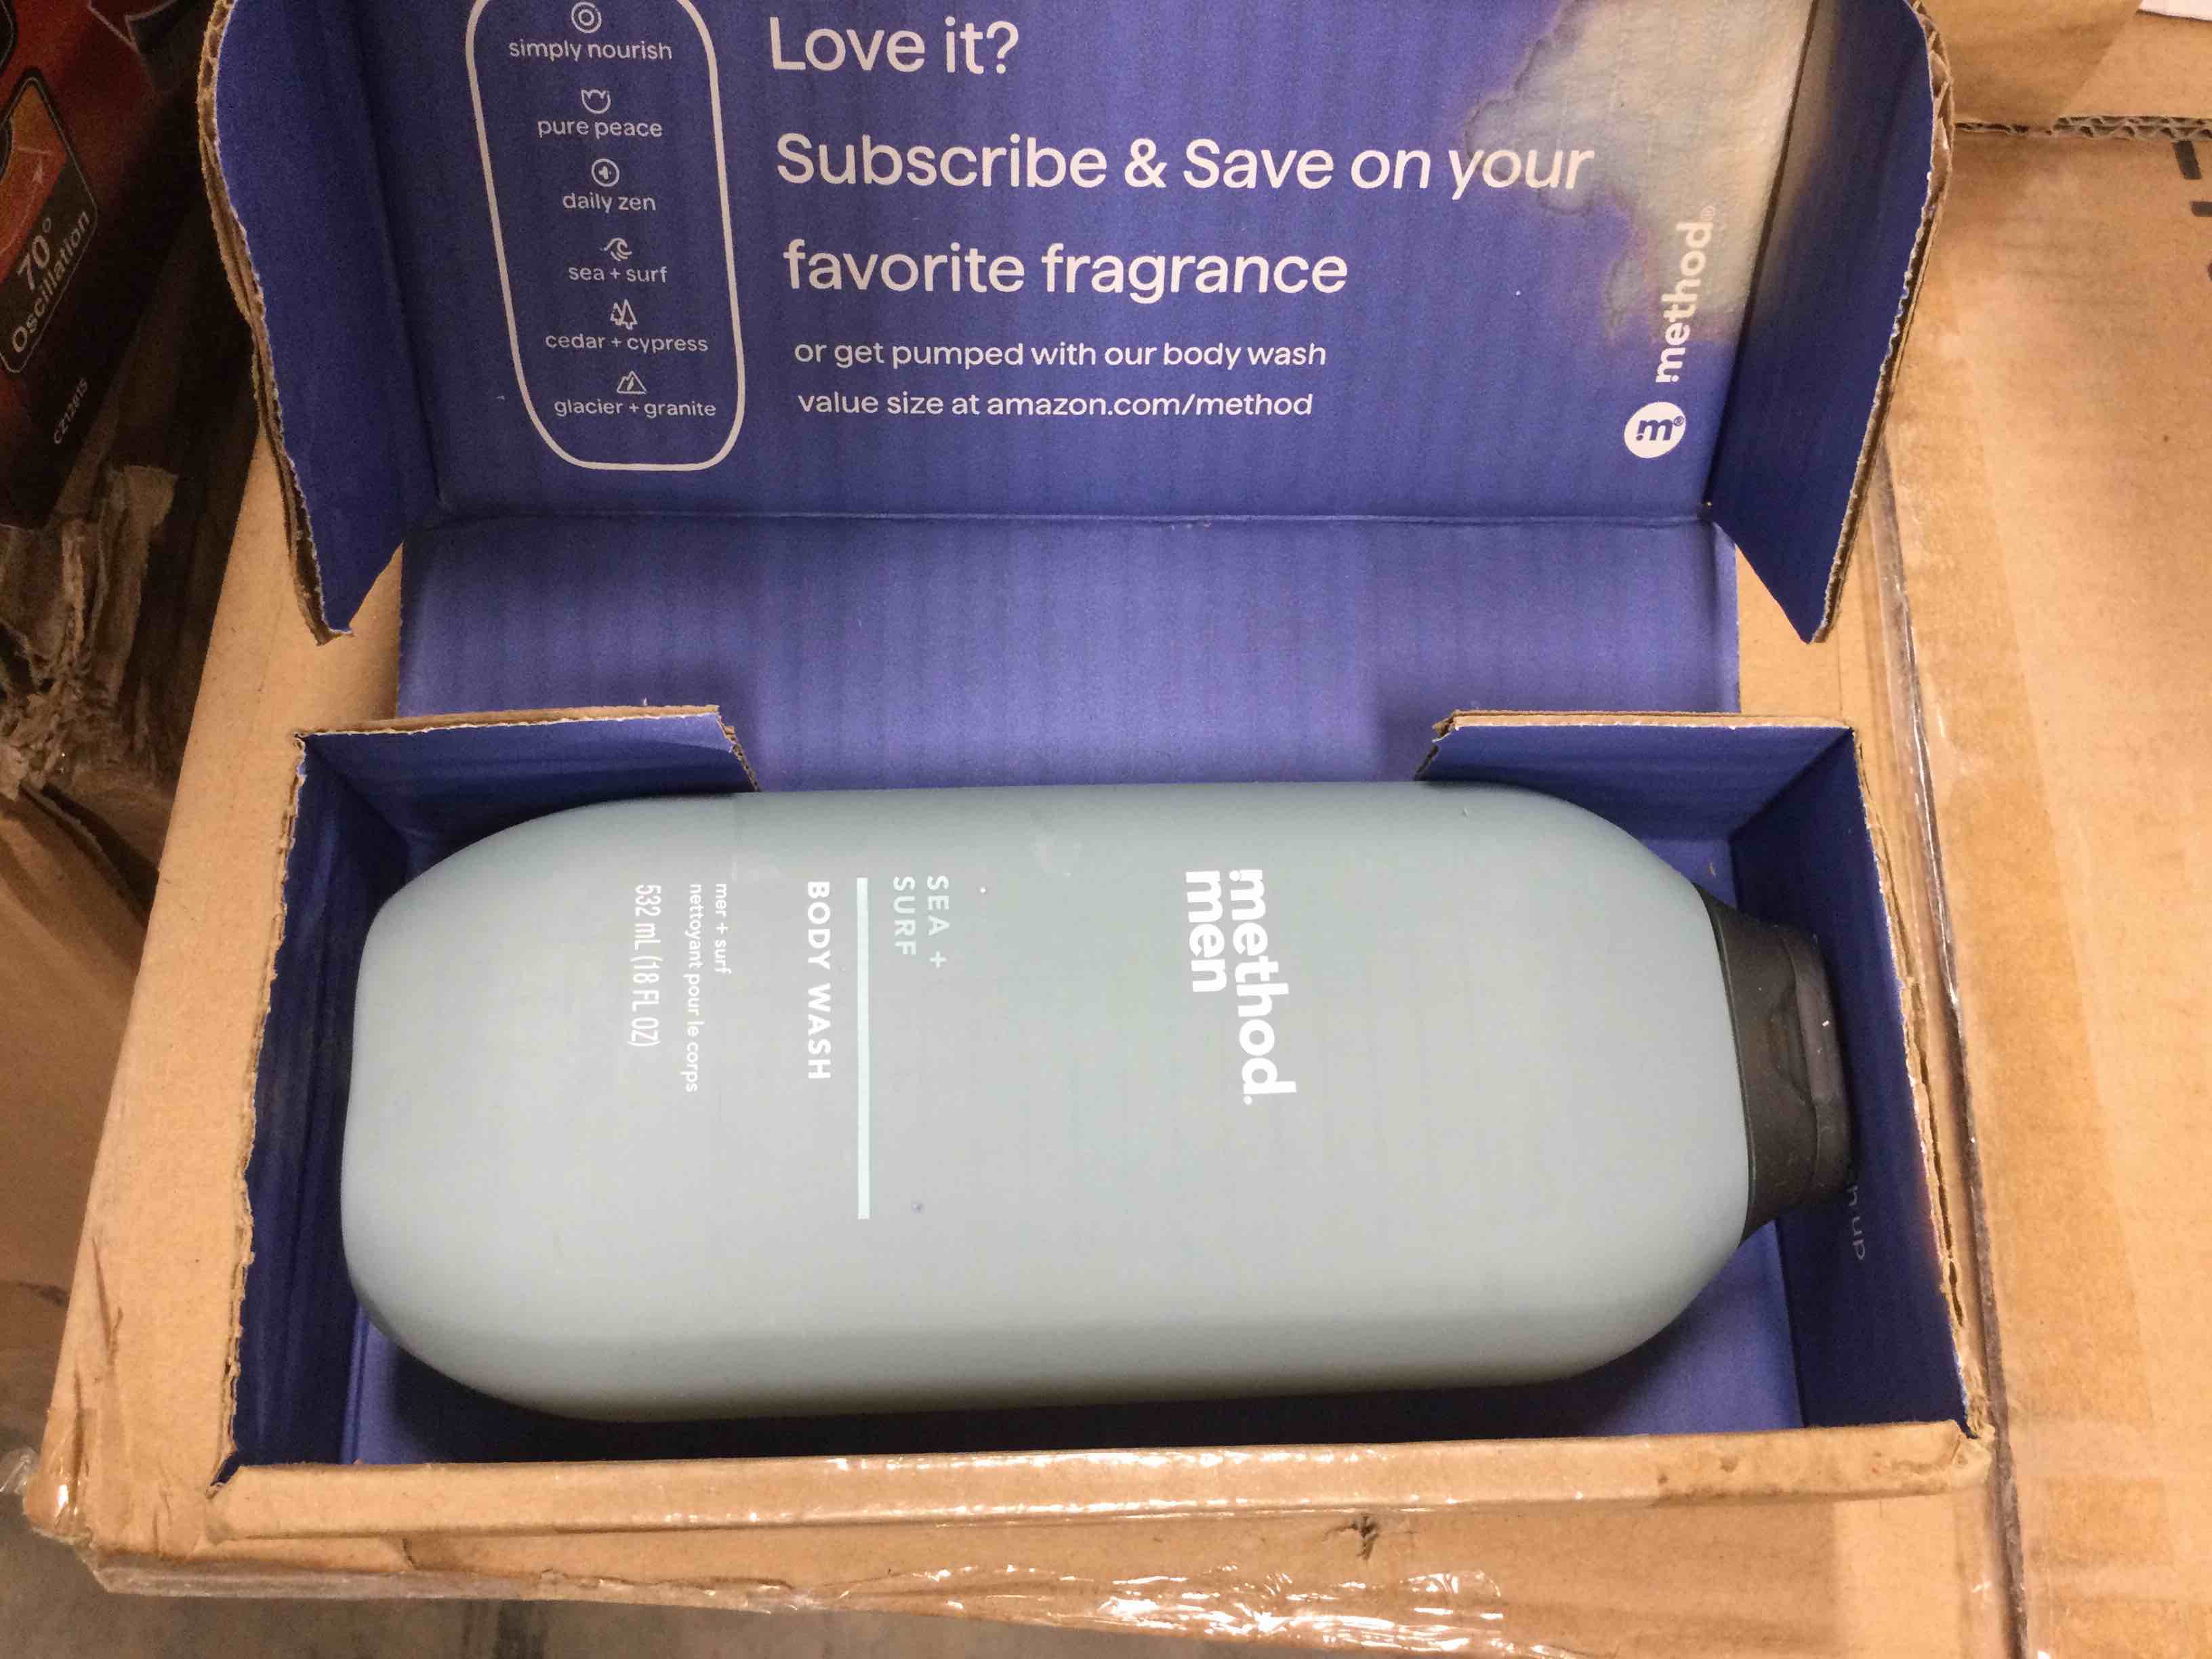 simply nourish
pure peace
daily zen
sea + surf
cedar + cypress
glacier + granite
Love it?
Subscribe & Save on your
favorite fragrance
or get pumped with our body wash
value size at amazon.com/method
method®
m®
method.
men
SEA +
SURF
BODY WASH
mer + surf
nettoyant pour le corps
532 mL (18 FL OZ)
70°
Oscillation